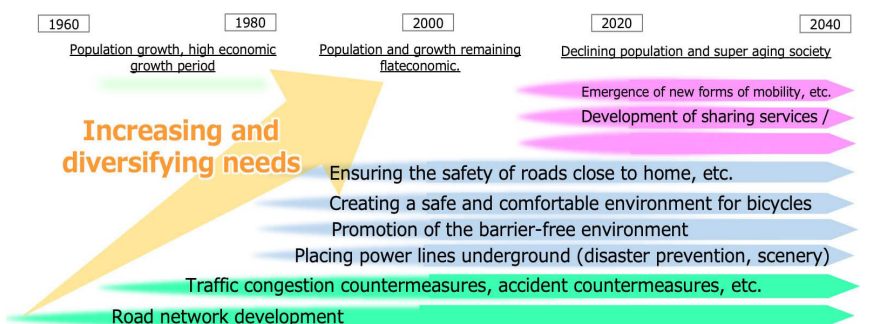 1960
1980
2000
2020
2040
Population growth, high economic
growth period
Population and growth remaining
flateconomic.
Declining population and super aging society
Emergence of new forms of mobility, etc.
Development of sharing services /
Increasing and
diversifying needs
Ensuring the safety of roads close to home, etc.
Creating a safe and comfortable environment for bicycles
Promotion of the barrier-free environment
Placing power lines underground (disaster prevention, scenery)
Traffic congestion countermeasures, accident countermeasures, etc.
Road network development